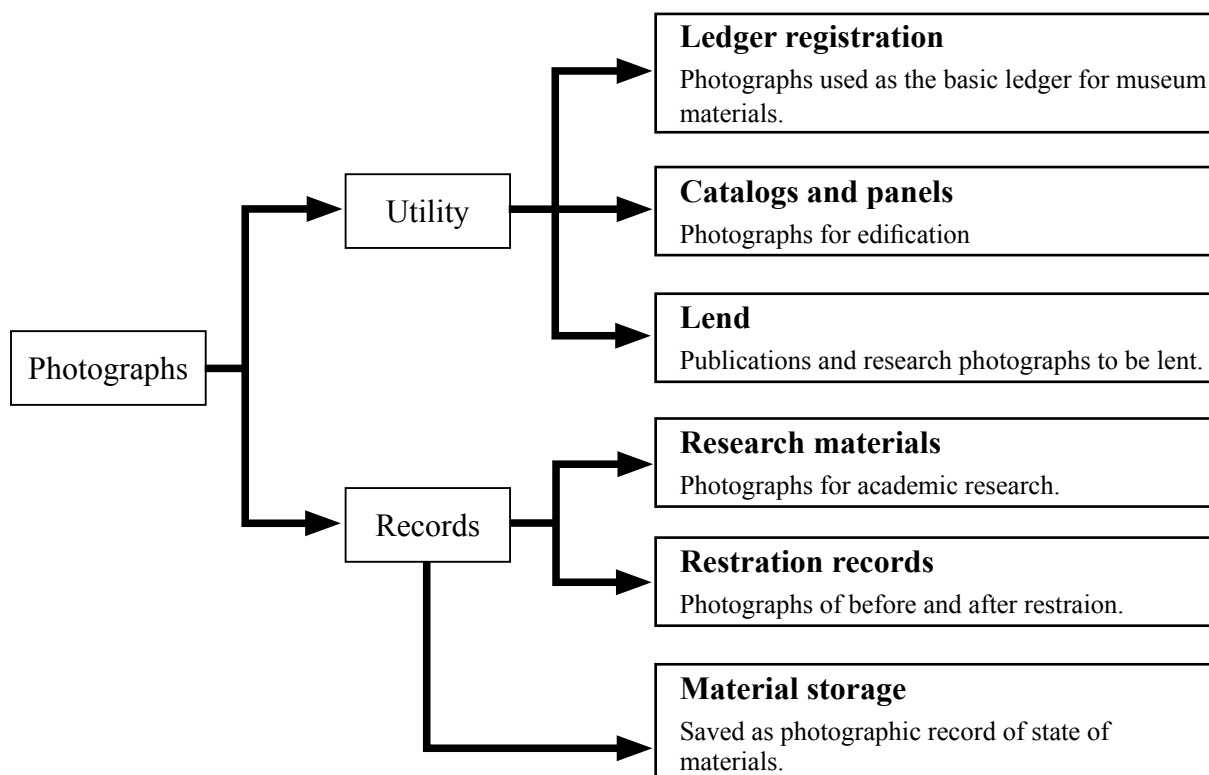 Ledger registration
Photographs used as the basic ledger for museum
materials.
Utility
Catalogs and panels
Photographs for edification
Lend
Publications and research photographs to be lent.
Photographs
Research materials
Photographs for academic research.
Records
Restration records
Photographs of before and after restraion.
Material storage
Saved as photographic record of state of
materials.